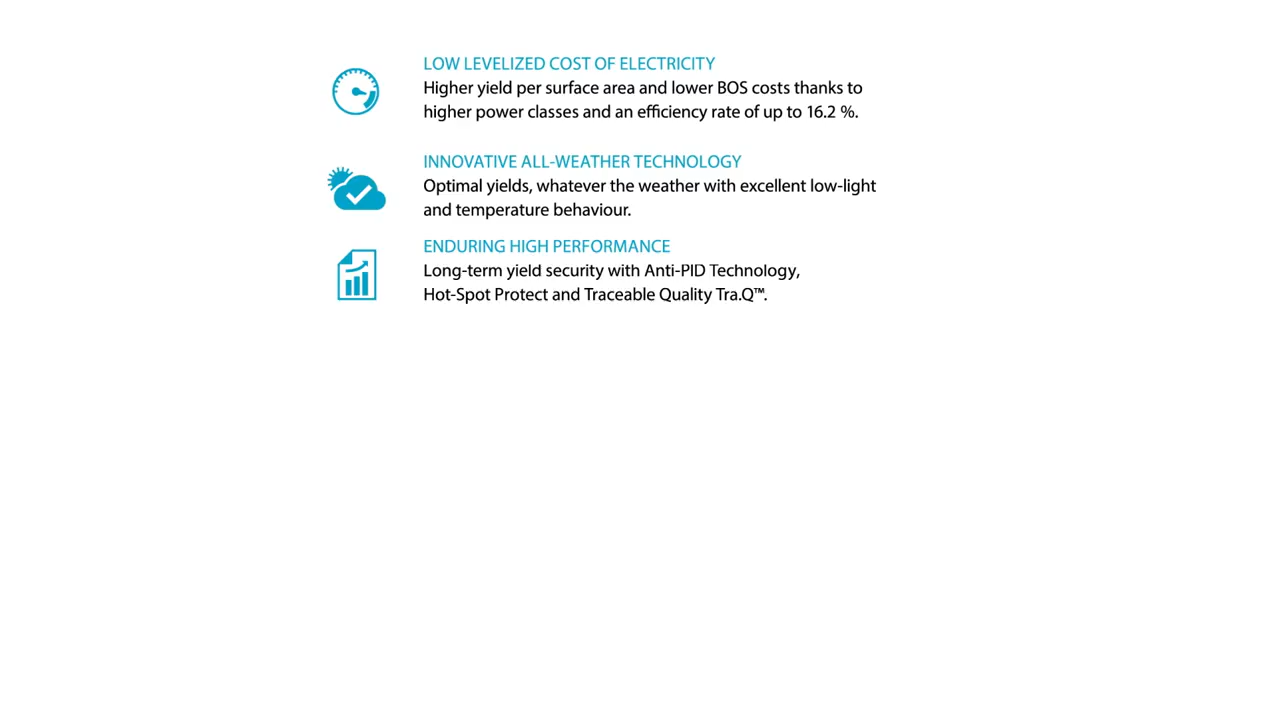 LOW LEVELIZED COST OF ELECTRICITY
Higher yield per surface area and lower BOS costs thanks to
higher power classes and an efficiency rate of up to 16.2 %.
INNOVATIVE ALL-WEATHER TECHNOLOGY
Optimal yields, whatever the weather with excellent low-light
and temperature behaviour.
ENDURING HIGH PERFORMANCE
Long-term yield security with Anti-PID Technology,
Hot-Spot Protect and Traceable Quality Tra.Q™.